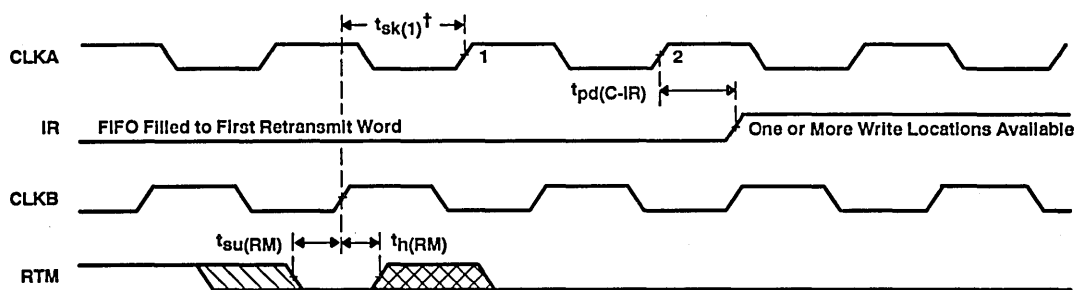 tsk(1)†
CLKA
1
2
tpd(C-IR)
IR
FIFO Filled to First Retransmit Word
One or More Write Locations Available
CLKB
tsu(RM)
th(RM)
RTM